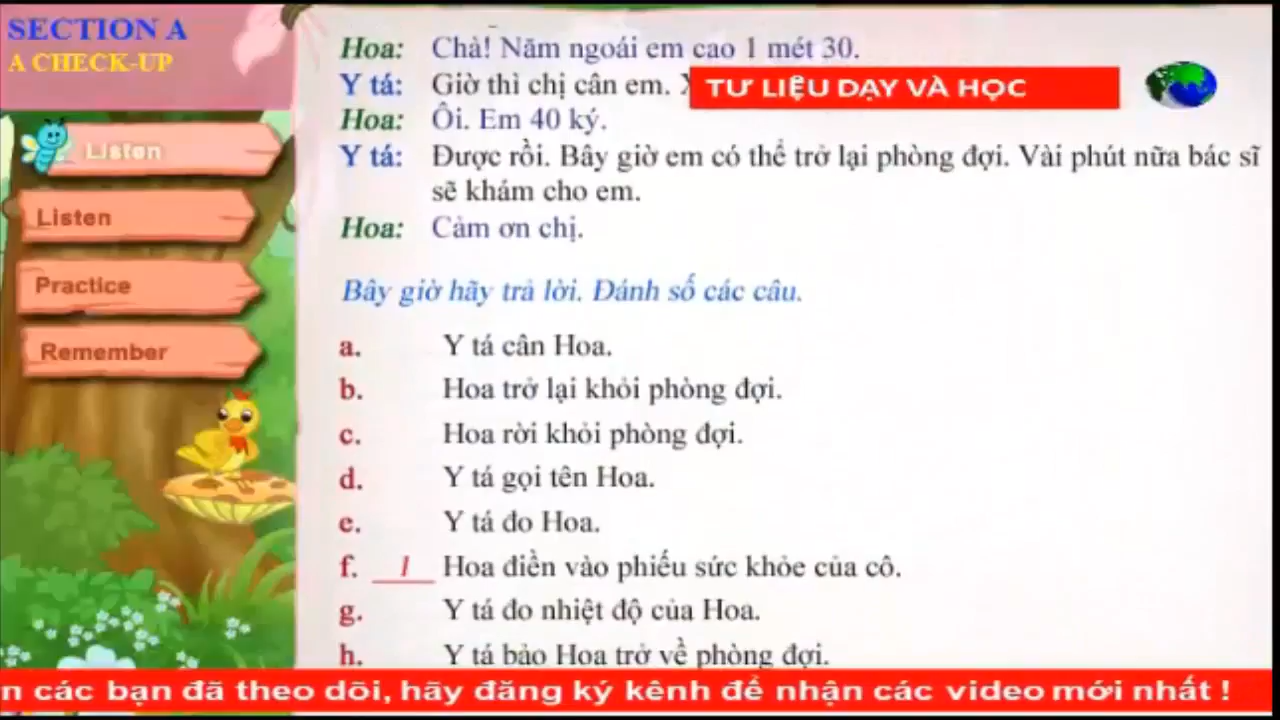 SECTION A
A CHECK-UP
Listen
Listen
Practice
Remember
TƯ LIỆU DẠY VÀ HỌC
Hoa: Chà! Năm ngoái em cao 1 mét 30.
Y tá: Giờ thì chị cân em.
Hoa: Ôi. Em 40 ký.
Y tá: Được rồi. Bây giờ em có thể trở lại phòng đợi. Vài phút nữa bác sĩ
sẽ khám cho em.
Hoa: Cảm ơn chị.
Bây giờ hãy trả lời. Đánh số các câu.
a. Y tá cân Hoa.
b. Hoa trở lại khỏi phòng đợi.
c. Hoa rời khỏi phòng đợi.
d. Y tá gọi tên Hoa.
e. Y tá đo Hoa.
f. 1 Hoa điền vào phiếu sức khỏe của cô.
g. Y tá đo nhiệt độ của Hoa.
h. Y tá bảo Hoa trở về phòng đợi.
n các bạn đã theo dõi, hãy đăng ký kênh để nhận các video mới nhất !